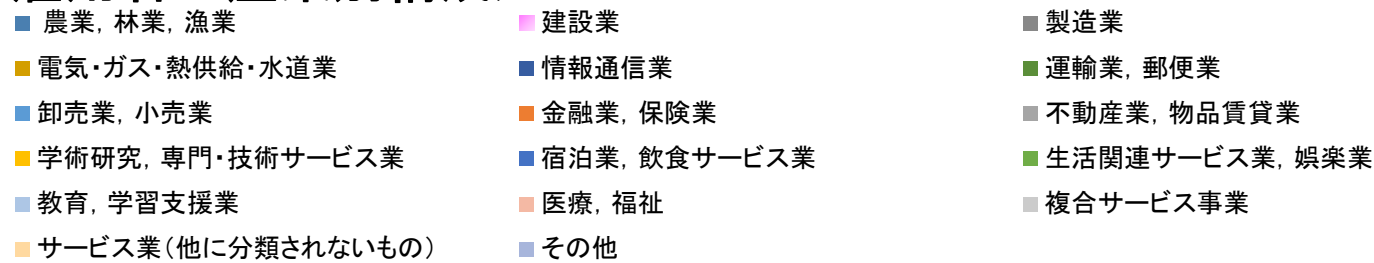 農業, 林業, 漁業 建設業 製造業
電気・ガス・熱供給・水道業 情報通信業 運輸業, 郵便業
卸売業, 小売業 金融業, 保険業 不動産業, 物品賃貸業
学術研究, 専門・技術サービス業 宿泊業, 飲食サービス業 生活関連サービス業, 娯楽業
教育, 学習支援業 医療, 福祉 複合サービス事業
サービス業(他に分類されないもの) その他